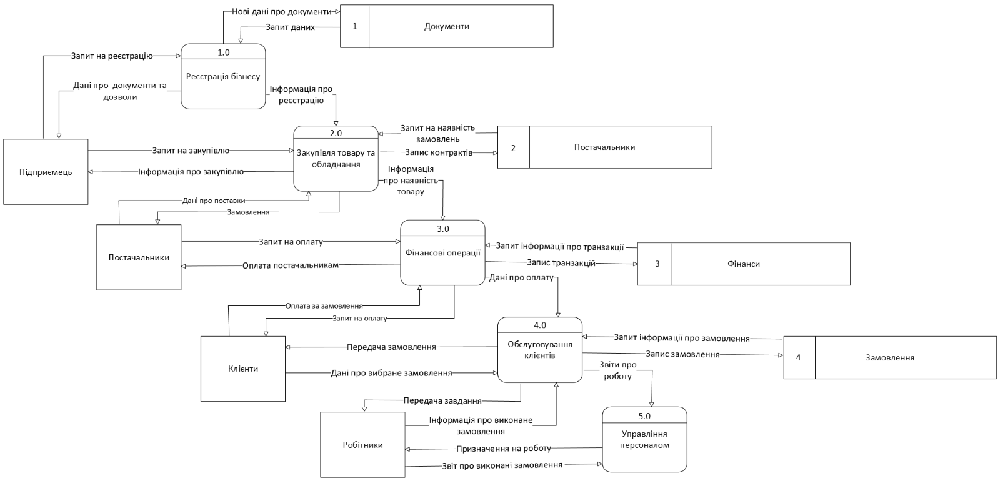 Нові дані про документи
Запит даних
1
Документи
1.0
Реєстрація бізнесу
Запит на реєстрацію
Дані про документи та
дозволи
Інформація про
реєстрацію
2.0
Закупівля товару та
обладнання
Запит на наявність
замовлень
Запис контрактів
2
Постачальники
Підприємець
Запит на закупівлю
Інформація про закупівлю
Інформація
про наявність
товару
Дані про поставки
Замовлення
Постачальники
3.0
Фінансові операції
Запит на оплату
Оплата постачальникам
Запит інформації про транзакції
Запис транзакцій
3
Фінанси
Дані про оплату
Оплата за замовлення
Запит на оплату
Клієнти
4.0
Обслуговування
клієнтів
Передача замовлення
Дані про вибране замовлення
Запит інформації про замовлення
Запис замовлення
4
Замовлення
Звіти про
роботу
Передача завдання
Інформація про виконане
замовлення
Робітники
5.0
Управління
персоналом
Призначення на роботу
Звіт про виконані замовлення